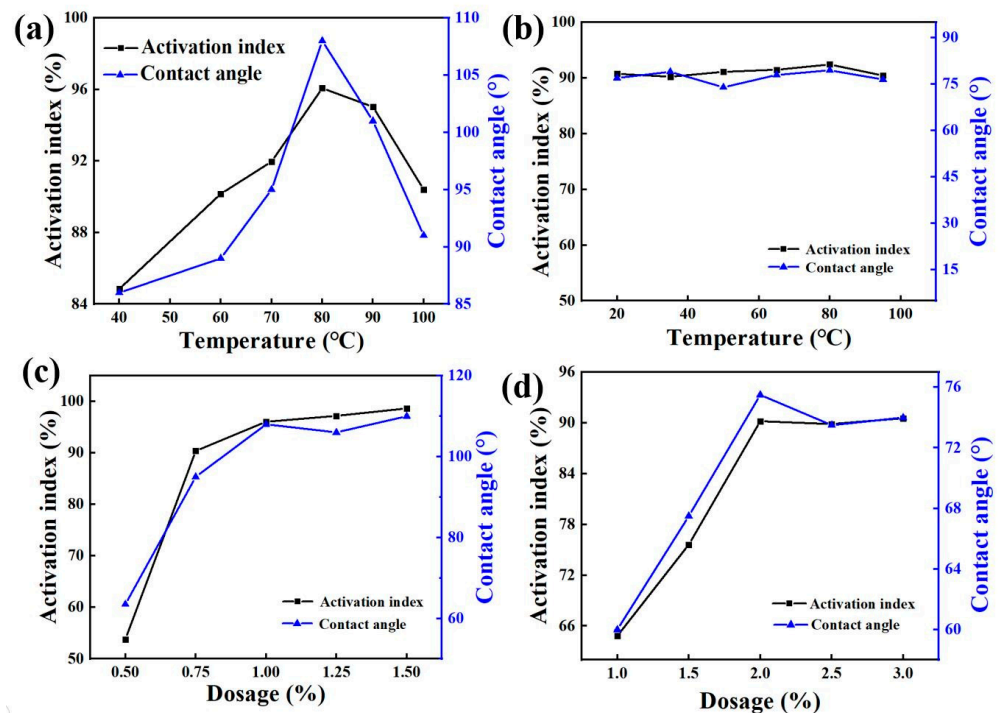 (a)
Activation index
Contact angle
Activation index (%)
100
96
92
88
84
110
105
100
95
90
85
Contact angle (°)
40 50 60 70 80 90 100
Temperature (℃)
(b)
Activation index (%)
100
90
80
70
60
50
90
75
60
45
30
15
Contact angle (°)
Activation index
Contact angle
20 40 60 80 100
Temperature (℃)
(c)
Activation index (%)
100
90
80
70
60
50
120
100
80
60
Contact angle (°)
Activation index
Contact angle
0.50 0.75 1.00 1.25 1.50
Dosage (%)
(d)
Activation index (%)
96
90
84
78
72
66
76
72
68
64
60
Contact angle (°)
Activation index
Contact angle
1.0 1.5 2.0 2.5 3.0
Dosage (%)